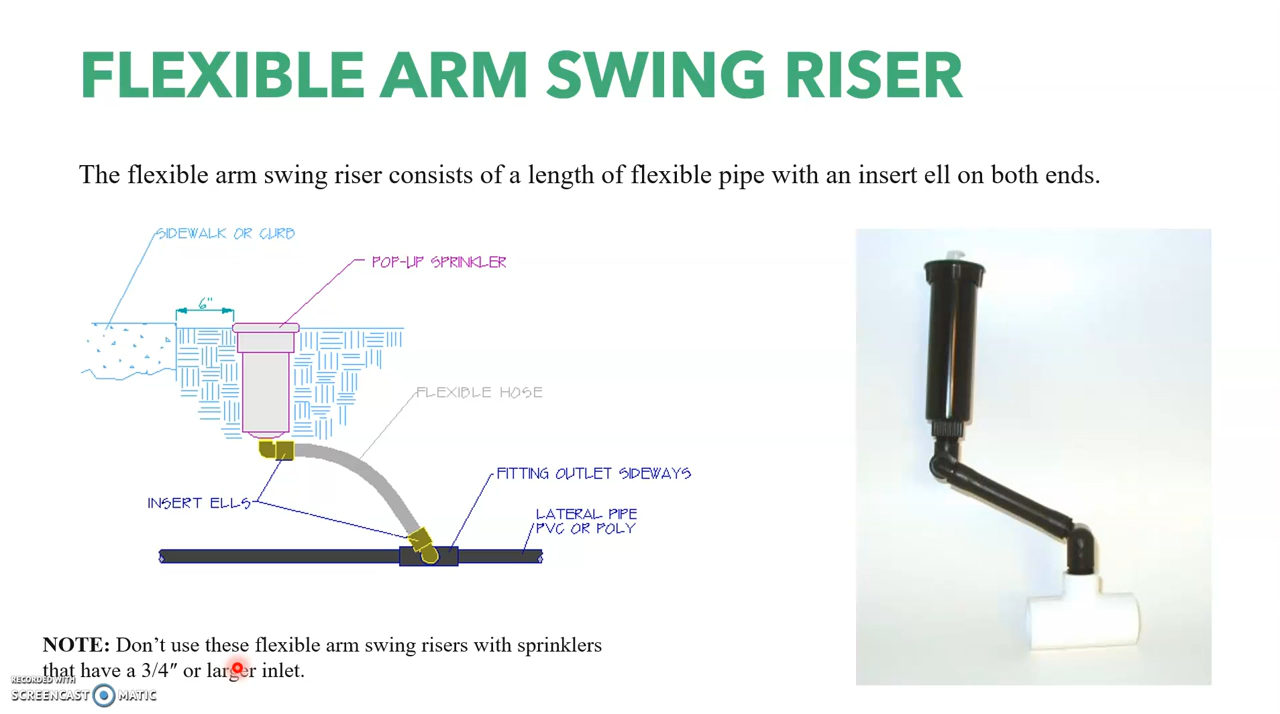 FLEXIBLE ARM SWING RISER
The flexible arm swing riser consists of a length of flexible pipe with an insert ell on both ends.
SIDEWALK OR CURB
POP-UP SPRINKLER
6"
FLEXIBLE HOSE
FITTING OUTLET SIDEWAYS
INSERT ELLS
LATERAL PIPE
PVC OR POLY
NOTE: Don’t use these flexible arm swing risers with sprinklers
that have a 3/4″ or larger inlet.
RECORDED WITH
SCREENCAST MATIC